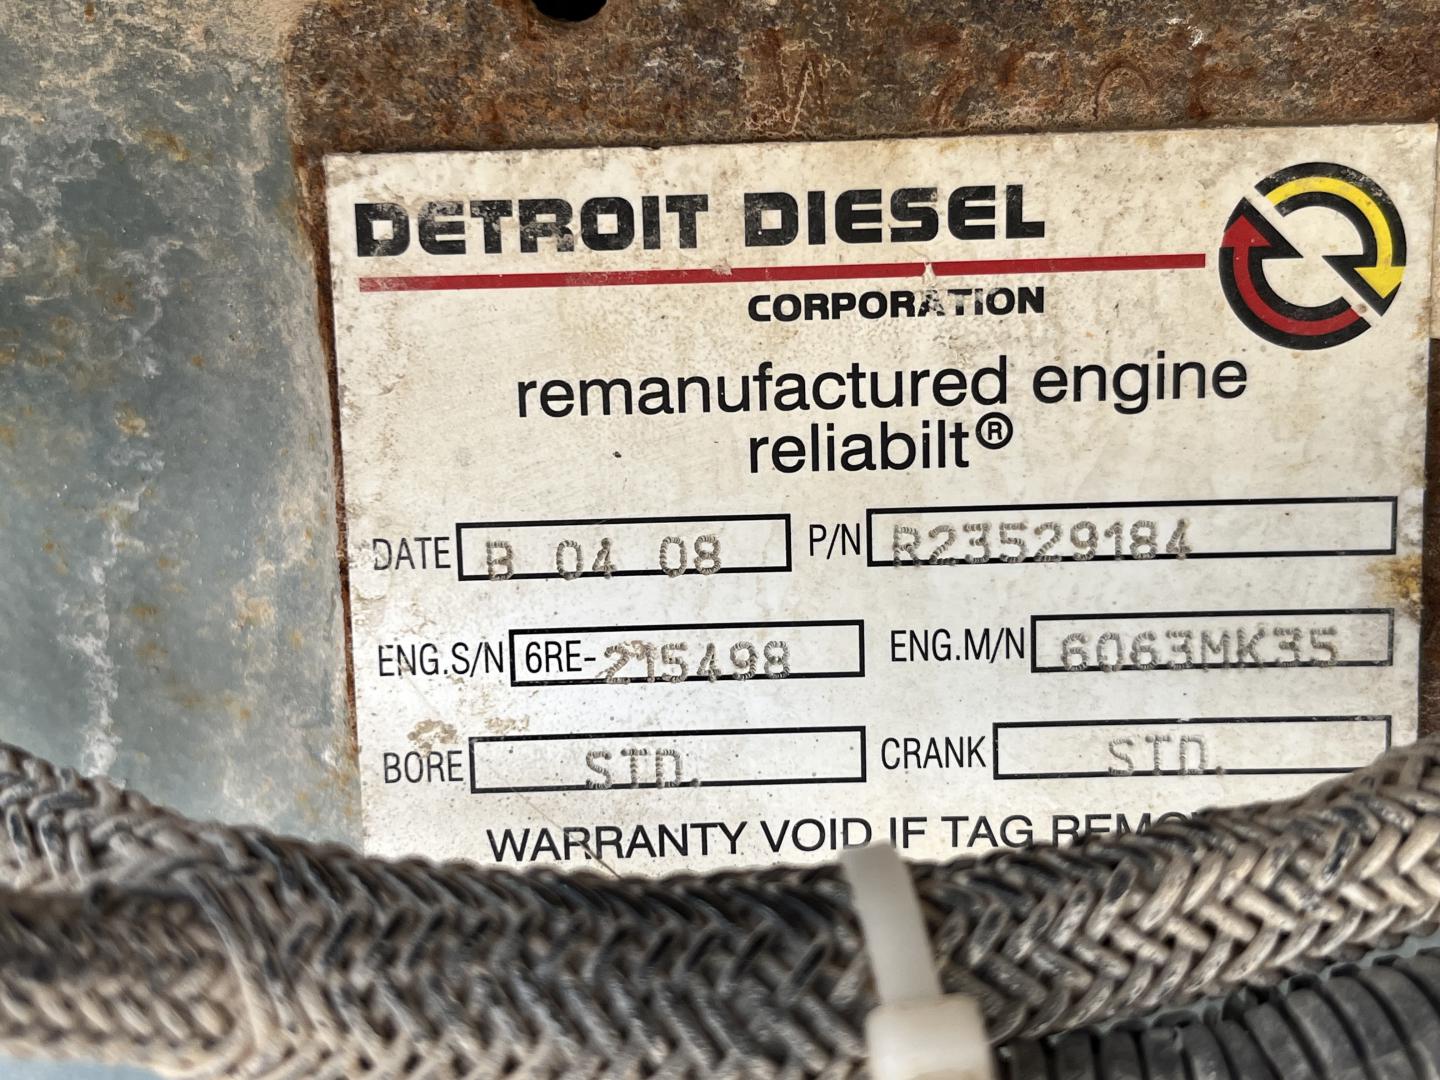 DETROIT DIESEL
CORPORATION
remanufactured engine
reliabilt®
DATE B 04 08 P/N R23529184
ENG.S/N 6RE-215498 ENG.M/N 6063MK35
BORE STD. CRANK STD.
WARRANTY VOID IF TAG